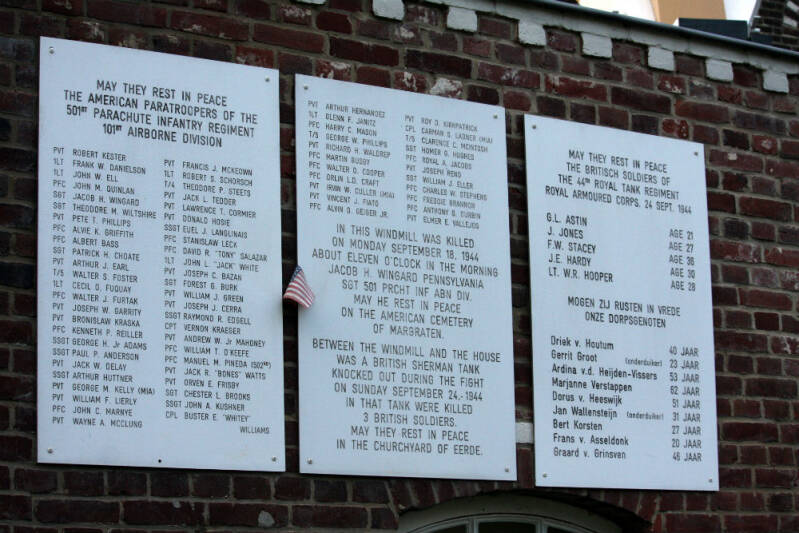 MAY THEY REST IN PEACE
THE AMERICAN PARATROOPERS OF THE
501ST PARACHUTE INFANTRY REGIMENT
101ST AIRBORNE DIVISION
PVT ROBERT KESTER
1LT FRANK W. DANIELSON
1LT JOHN W. ELL
PFC JOHN M. QUINLAN
SGT JACOB H. WINGARD
SGT THEODORE M. WILTSHIRE
PVT PETE T. PHILLIPS
PFC ALVIE K. GRIFFITH
PFC ALBERT BASS
SGT PATRICK H. CHOATE
PVT ARTHUR J. EARL
T/5 WALTER S. FOSTER
1LT CECIL O. FUQUAY
PFC WALTER J. FURTAK
PVT JOSEPH W. GARRITY
PVT BRONISLAW KRASKA
PFC KENNETH P. REILLER
SSGT GEORGE H. Jr ADAMS
SSGT PAUL P. ANDERSON
PVT JACK W. DELAY
SSGT ARTHUR HUTTNER
PVT GEORGE M. KELLY (MIA)
PVT WILLIAM F. LIERLY
PFC JOHN C. MARNYE
PVT WAYNE A. MCCLUNG
PVT FRANCIS J. MCKEOWN
1LT ROBERT S. SCHORSCH
T/4 THEODORE P. STEETS
PVT JACK L. TEDDER
PVT LAWRENCE T. CORMIER
PVT DONALD HOSIE
SSGT EUEL J. LANGLINAIS
PFC STANISLAW LECK
PFC DAVID R. "TONY" SALAZAR
1LT JOHN L. "JACK" WHITE
PVT JOSEPH C. BAZAN
SGT FOREST G. BURK
PVT WILLIAM J. GREEN
PVT JOSEPH J. CERRA
SSGT RAYMOND R. EDGELL
CPT VERNON KRAEGER
PVT ANDREW W. Jr MAHONEY
PFC WILLIAM T. O'KEEFE
PFC MANUEL M. PINEDA (502nd)
PVT JACK R. "BONES" WATTS
PVT ORVEN E. FRISBY
SGT CHESTER L. BROOKS
SSGT JOHN A. KUSHNER
CPL BUSTER E. "WHITEY"
WILLIAMS
PVT ARTHUR HERNANDEZ
1LT GLENN F. JANITZ
PFC HARRY C. MASON
T/5 GEORGE W. PHILLIPS
PVT RICHARD H. WALDREP
PFC MARTIN BUDDY
PFC WALTER D. COOPER
PFC ORLIN L.D. CRAFT
PVT IRWIN W. CULLER (MIA)
PVT VINCENT J. FIATO
PFC ALVIN O. GEIGER JR.
PVT ROY D. KIRKPATRICK
CPL CARMAN S. LADNER (MIA)
T/5 CLARENCE C. MCINTOSH
SGT HOMER G. HUGHES
PFC ROYAL A. JACOBS
PVT JOSEPH RENO
SGT WILLIAM J. ELLER
PFC CHARLES W. STEPHENS
PFC FREDDIE BRANNON
PFC ANTHONY B. DURBIN
PVT ELMER E. VALLEJOS
IN THIS WINDMILL WAS KILLED
ON MONDAY SEPTEMBER 18, 1944
ABOUT ELEVEN O'CLOCK IN THE MORNING
JACOB H. WINGARD PENNSYLVANIA
SGT 501 PRCHT INF ABN DIV.
MAY HE REST IN PEACE
ON THE AMERICAN CEMETERY
OF MARGRATEN.
BETWEEN THE WINDMILL AND THE HOUSE
WAS A BRITISH SHERMAN TANK
KNOCKED OUT DURING THE FIGHT
ON SUNDAY SEPTEMBER 24.-1944
IN THAT TANK WERE KILLED
3 BRITISH SOLDIERS.
MAY THEY REST IN PEACE
IN THE CHURCHYARD OF EERDE.
MAY THEY REST IN PEACE
THE BRITISCH SOLDIERS OF
THE 44TH ROYAL TANK REGIMENT
ROYAL ARMOURED CORPS. 24 SEPT. 1944
G.L. ASTIN AGE 21
J. JONES AGE 27
F.W. STACEY AGE 36
J.E. HARDY AGE 30
LT. W.R. HOOPER AGE 28
MOGEN ZIJ RUSTEN IN VREDE
ONZE DORPSGENOTEN
Driek v. Houtum 40 JAAR
Gerrit Groot (onderduiker) 23 JAAR
Ardina v.d. Heijden-Vissers 53 JAAR
Marjanne Verstappen 62 JAAR
Dorus v. Heeswijk 51 JAAR
Jan Wallensteijn (onderduiker) 31 JAAR
Bert Korsten 27 JAAR
Frans v. Asseldonk 20 JAAR
Graard v. Grinsven 46 JAAR